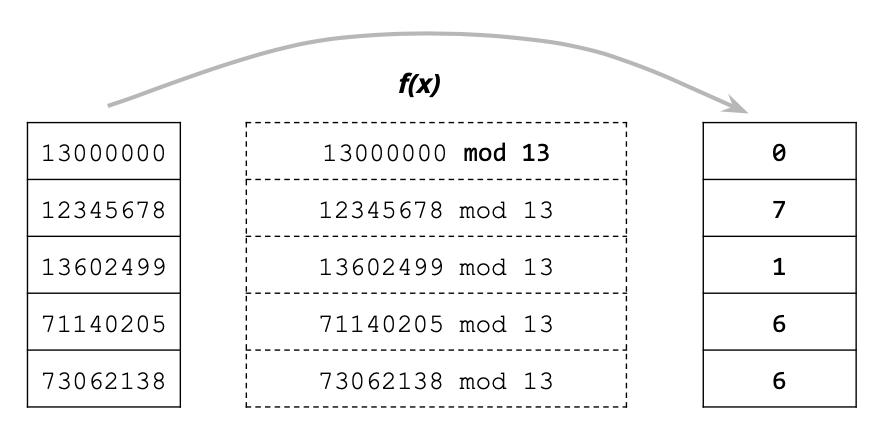 f(x)
13000000 13000000 mod 13 0
12345678 12345678 mod 13 7
13602499 13602499 mod 13 1
71140205 71140205 mod 13 6
73062138 73062138 mod 13 6